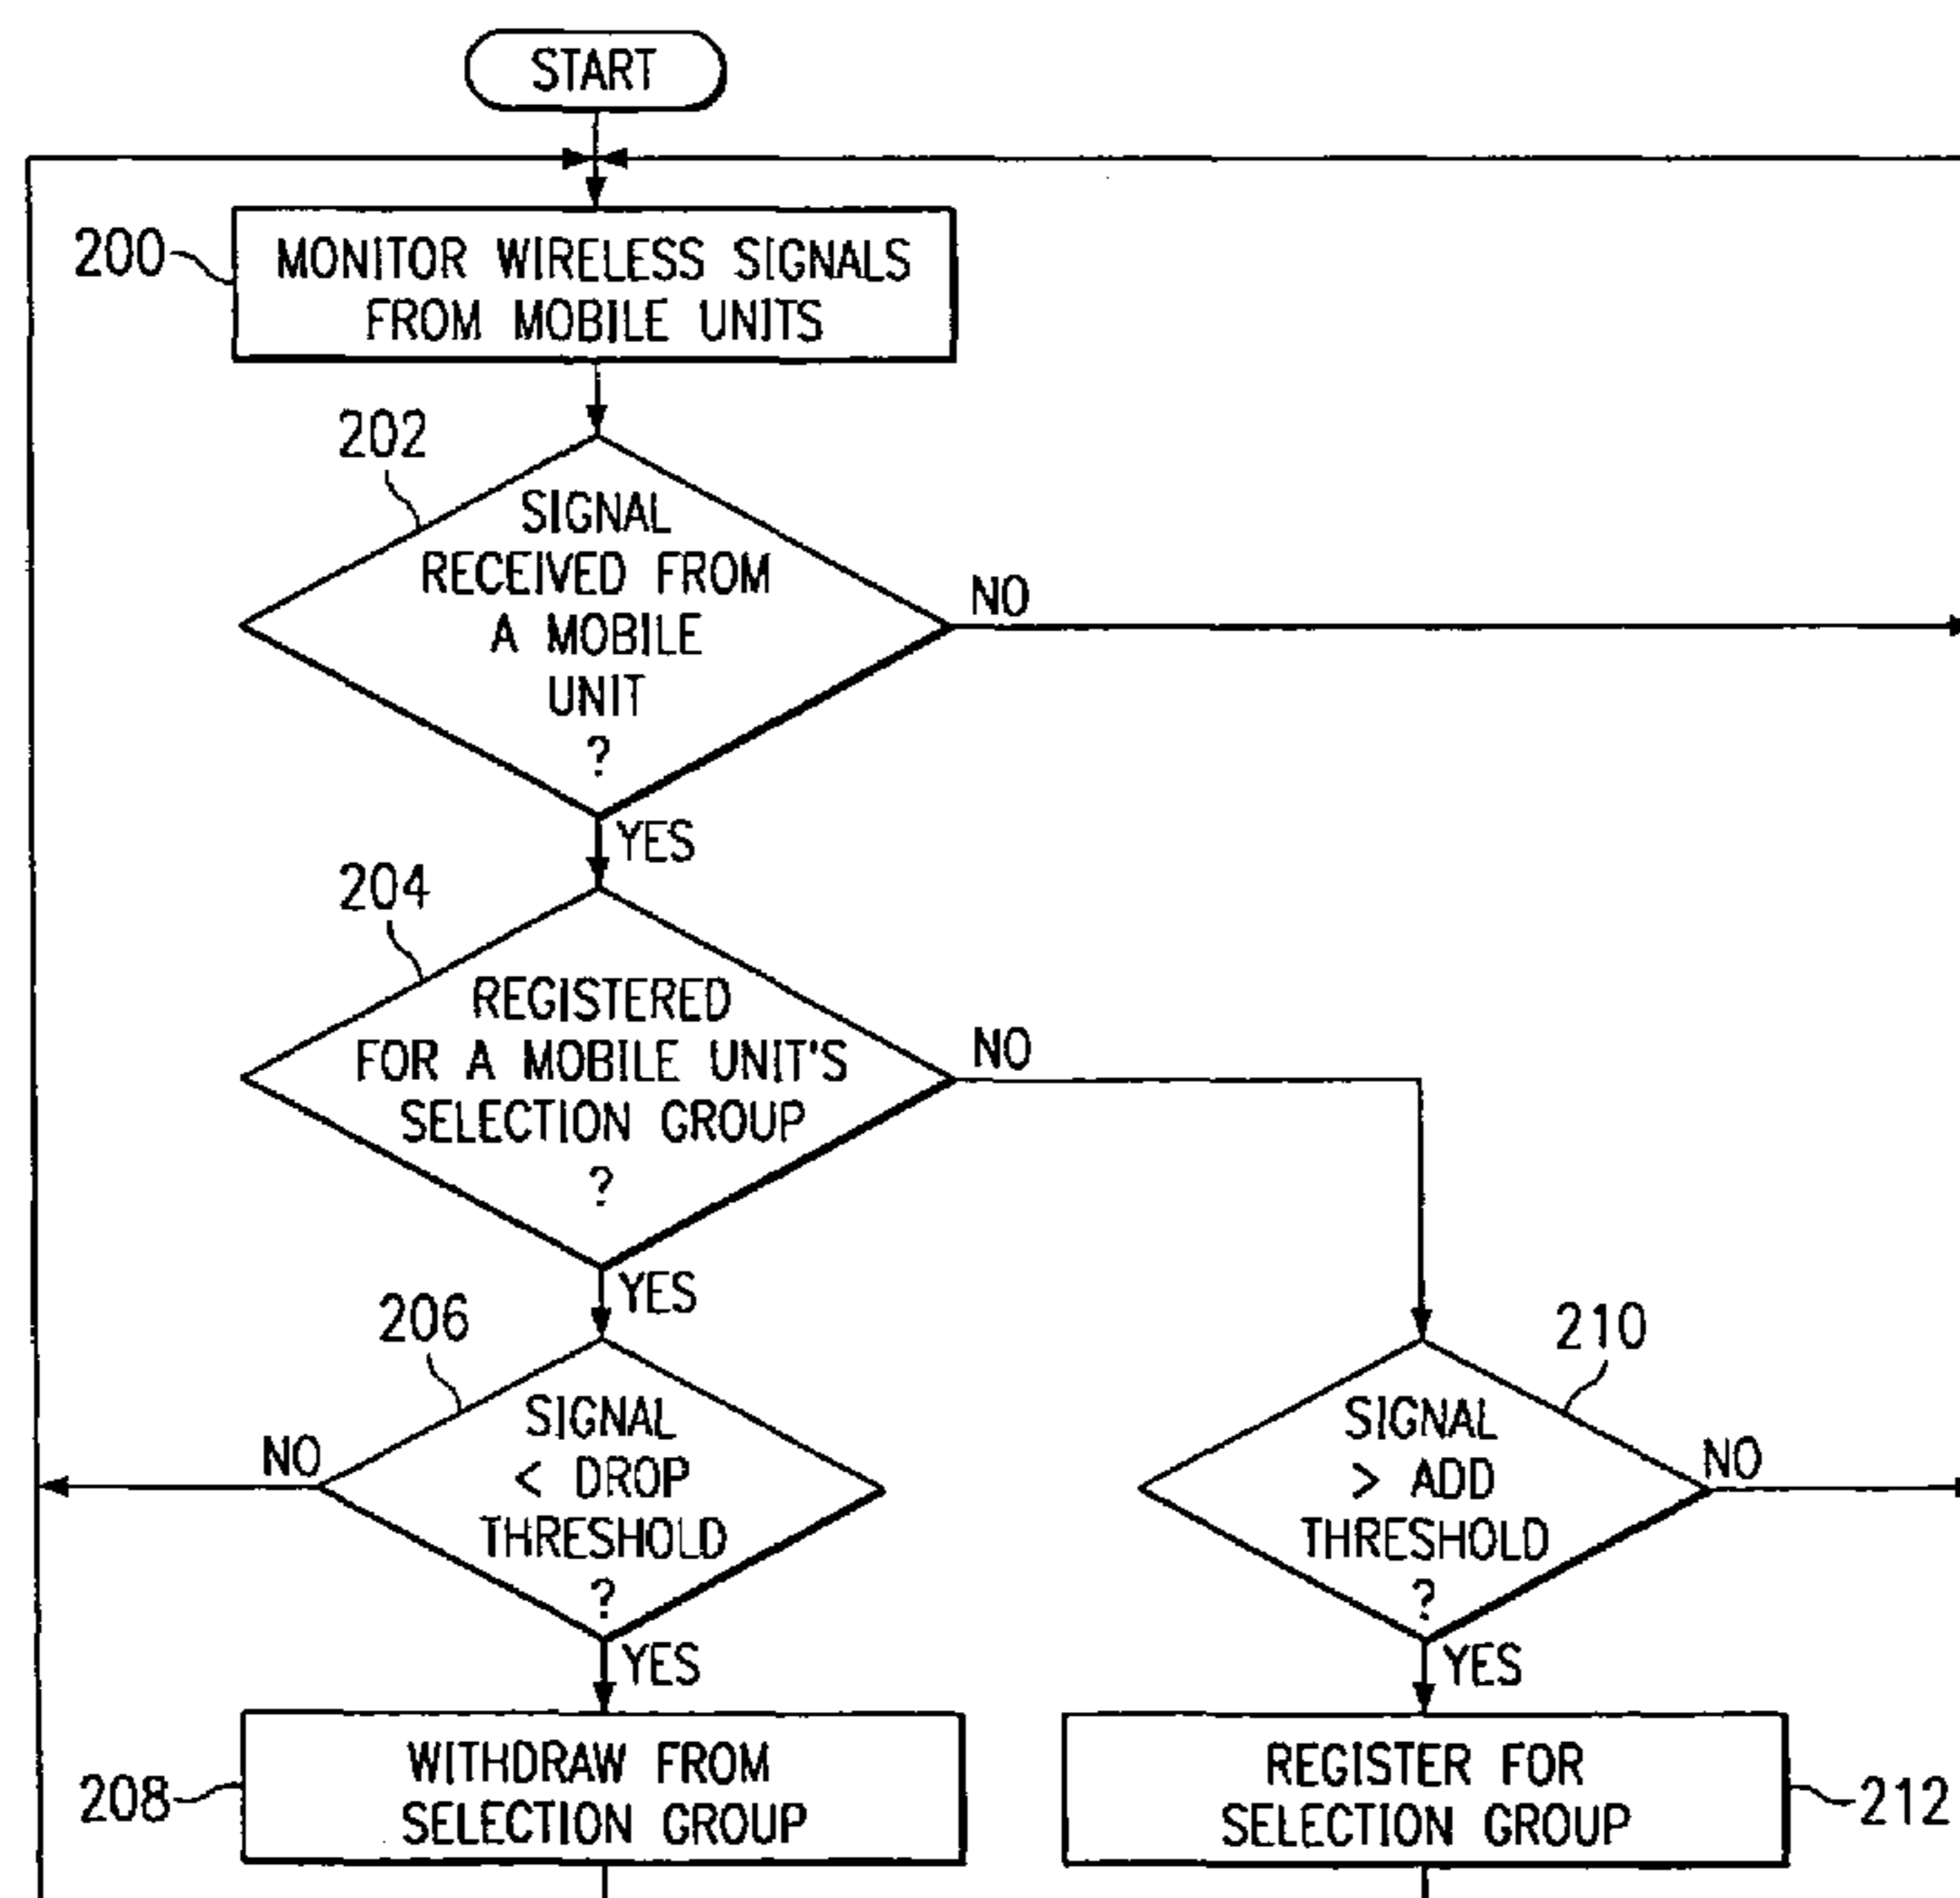 START
200
MONITOR WIRELESS SIGNALS
FROM MOBILE UNITS
202
SIGNAL
RECEIVED FROM
A MOBILE
UNIT
?
NO
YES
204
REGISTERED
FOR A MOBILE UNIT'S
SELECTION GROUP
?
NO
YES
206
SIGNAL
< DROP
THRESHOLD
?
NO
YES
210
SIGNAL
> ADD
THRESHOLD
?
NO
YES
208
WITHDRAW FROM
SELECTION GROUP
REGISTER FOR
SELECTION GROUP
212